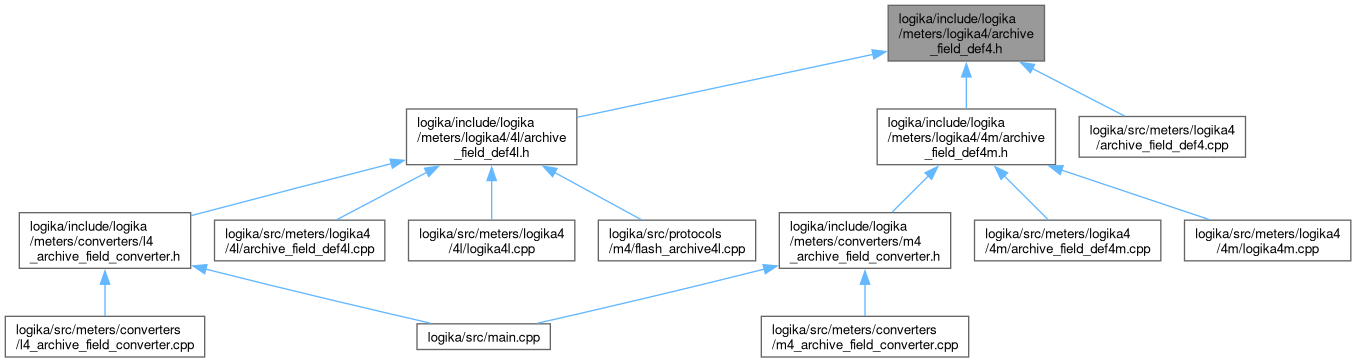 logika/include/logika
/meters/logika4/archive
_field_def4.h
logika/include/logika
/meters/logika4/4l/archive
_field_def4l.h
logika/include/logika
/meters/logika4/4m/archive
_field_def4m.h
logika/src/meters/logika4
/archive_field_def4.cpp
logika/include/logika
/meters/converters/l4
_archive_field_converter.h
logika/src/meters/logika4
/4l/archive_field_def4l.cpp
logika/src/meters/logika4
/4l/logika4l.cpp
logika/src/protocols
/m4/flash_archive4l.cpp
logika/include/logika
/meters/converters/m4
_archive_field_converter.h
logika/src/meters/logika4
/4m/archive_field_def4m.cpp
logika/src/meters/logika4
/4m/logika4m.cpp
logika/src/meters/converters
/l4_archive_field_converter.cpp
logika/src/main.cpp
logika/src/meters/converters
/m4_archive_field_converter.cpp